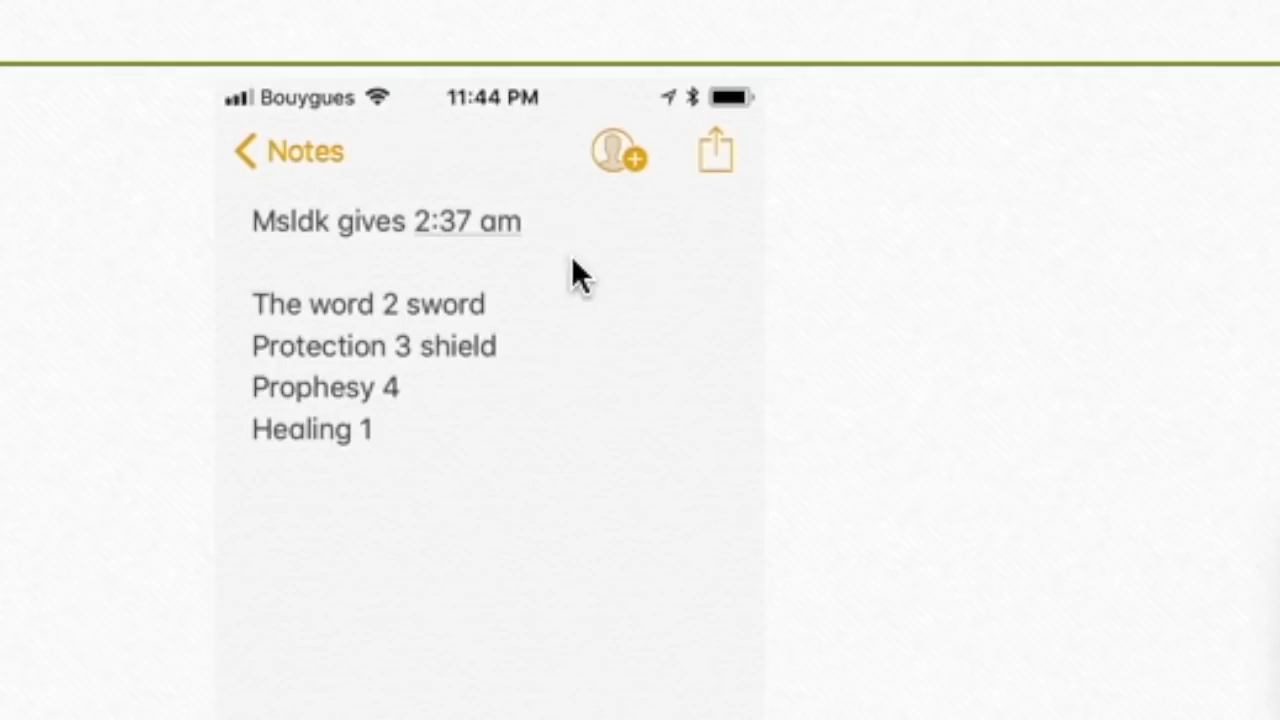 Bouygues 11:44 PM
Notes
Msldk gives 2:37 am
The word 2 sword
Protection 3 shield
Prophesy 4
Healing 1